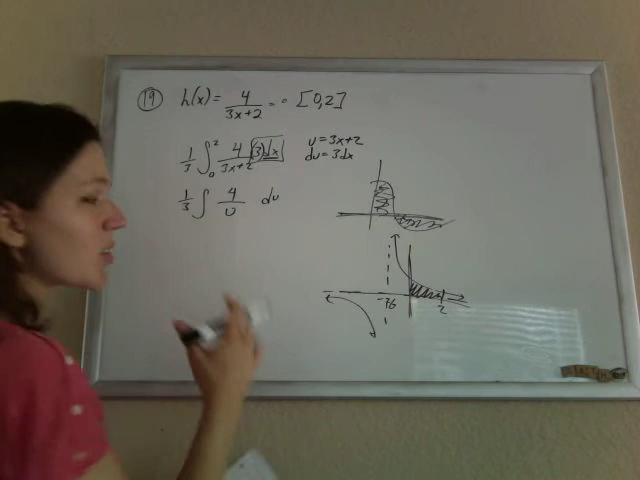 19 h(x) = 4/(3x+2) = 0 [0,2]
1/3 ∫₀² 4/(3x+2) (3)dx u = 3x+2
du = 3dx
1/3 ∫ 4/u du
2